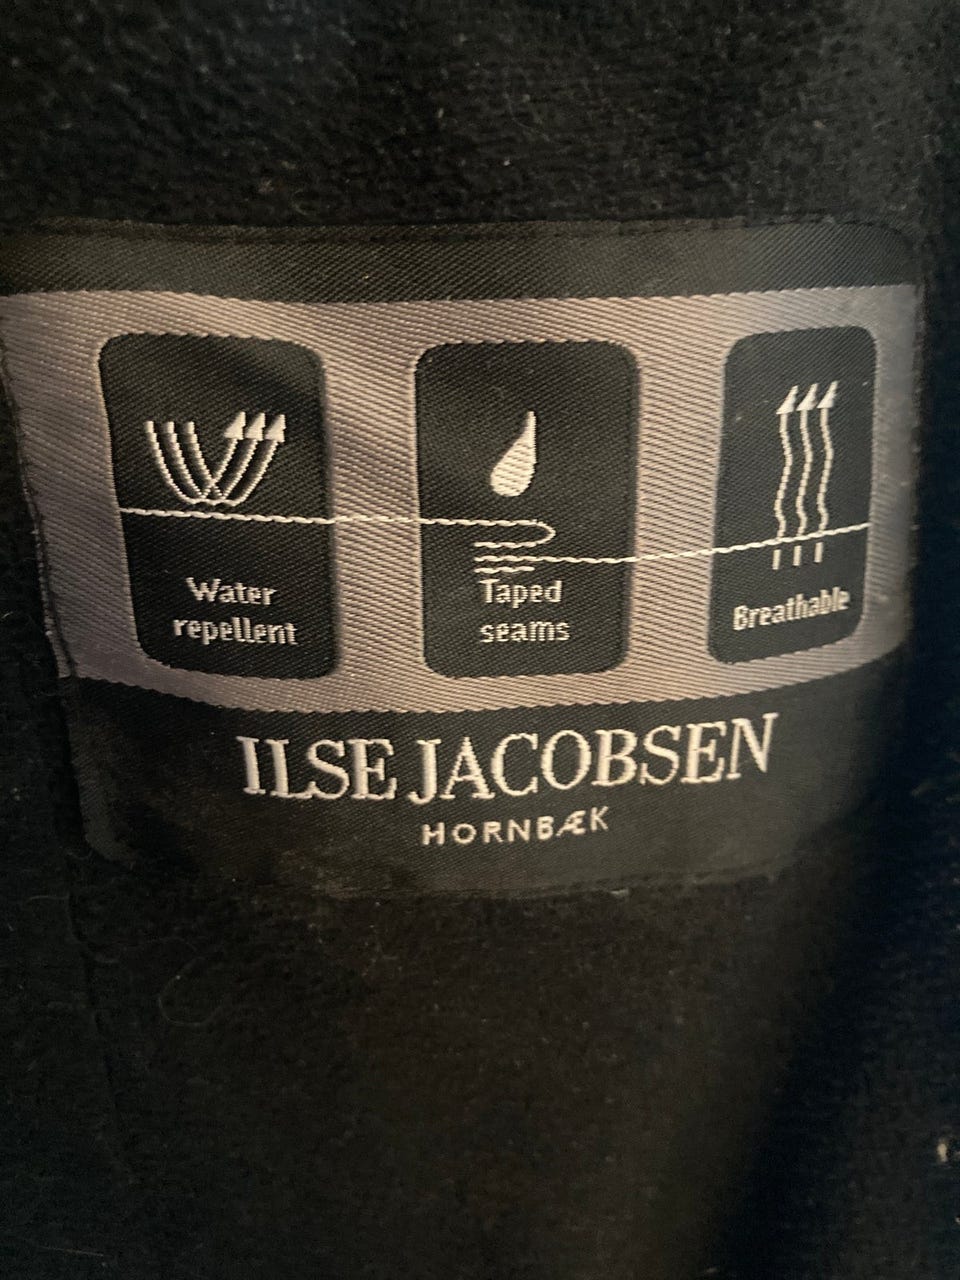 Water
repellent
Taped
seams
Breathable
ILSE JACOBSEN
HORNBÆK